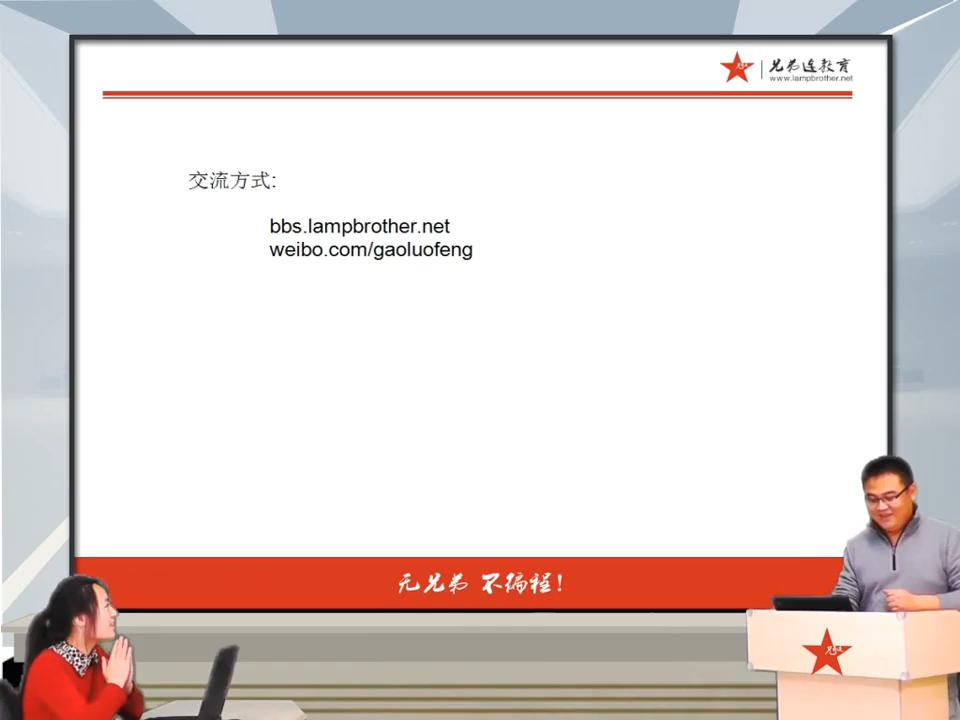 兄弟连教育
www.lampbrother.net
交流方式:
bbs.lampbrother.net
weibo.com/gaoluofeng
无兄弟 不编程!